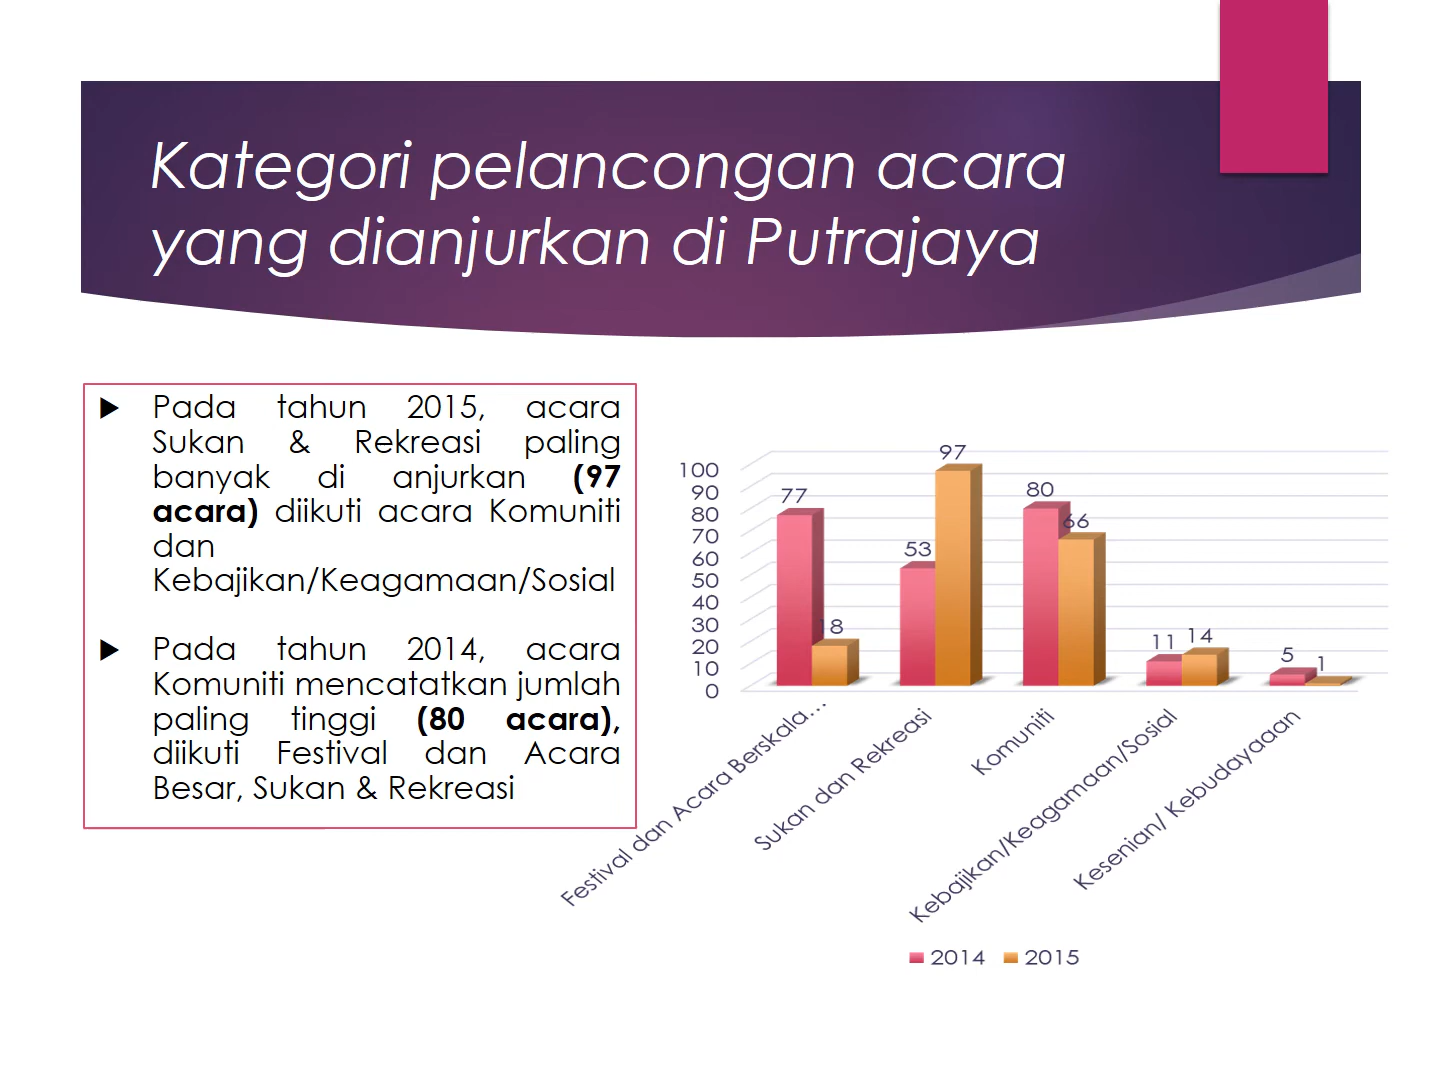 Kategori pelancongan acara
yang dianjurkan di Putrajaya
Pada tahun 2015, acara
Sukan & Rekreasi paling
banyak di anjurkan (97
acara) diikuti acara Komuniti
dan
Kebajikan/Keagamaan/Sosial
Pada tahun 2014, acara
Komuniti mencatatkan jumlah
paling tinggi (80 acara),
diikuti Festival dan Acara
Besar, Sukan & Rekreasi
100
90
80
70
60
50
40
30
20
10
0
77
18
53
97
80
66
11
14
5
1
Festival dan Acara Berskala...
Sukan dan Rekreasi
Komuniti
Kebajikan/Keagamaan/Sosial
Kesenian/ Kebudayaaan
2014
2015